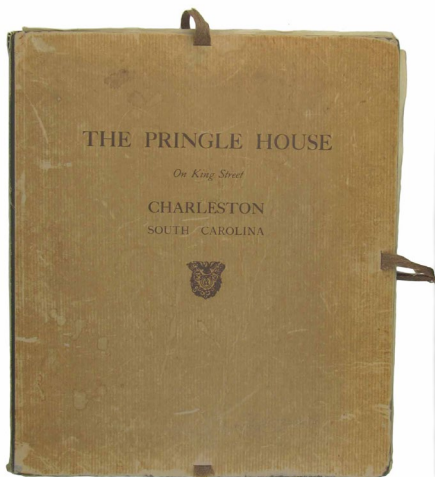 THE PRINGLE HOUSE
On King Street
CHARLESTON
SOUTH CAROLINA